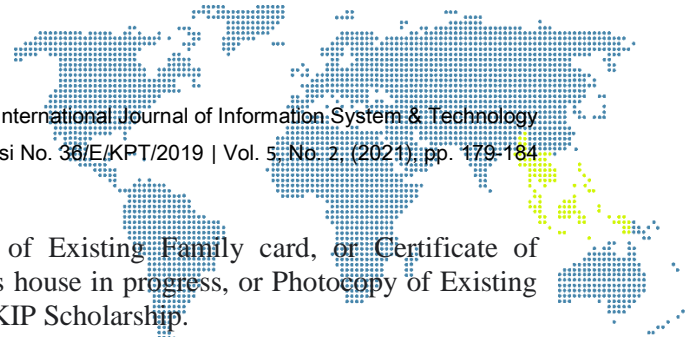 nternational Journal of Information System & Technology
si No. 36/E/KPT/2019 | Vol. 5, No. 2, (2021), pp. 179-184
of Existing Family card, or Certificate of
s house in progress, or Photocopy of Existing
KIP Scholarship.